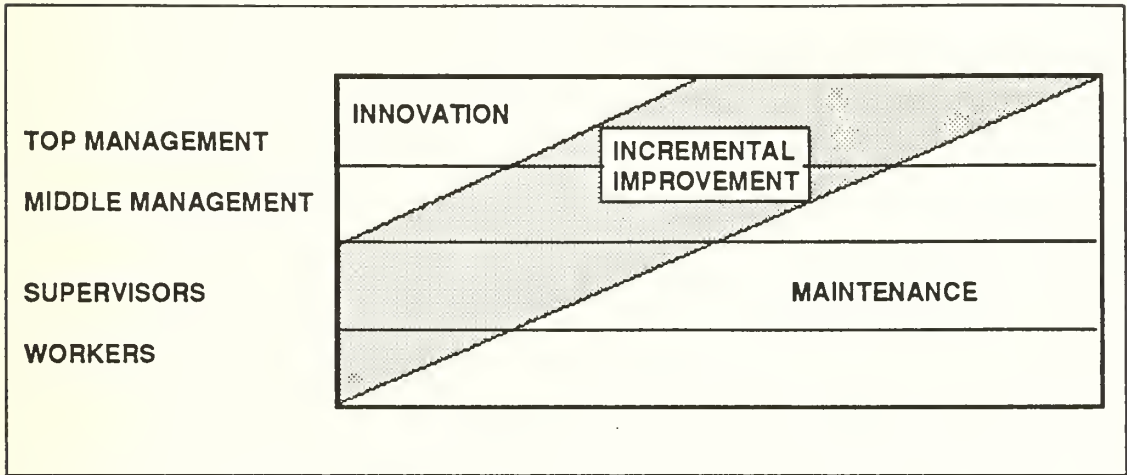 TOP MANAGEMENT
MIDDLE MANAGEMENT
SUPERVISORS
WORKERS
INNOVATION
INCREMENTAL
IMPROVEMENT
MAINTENANCE